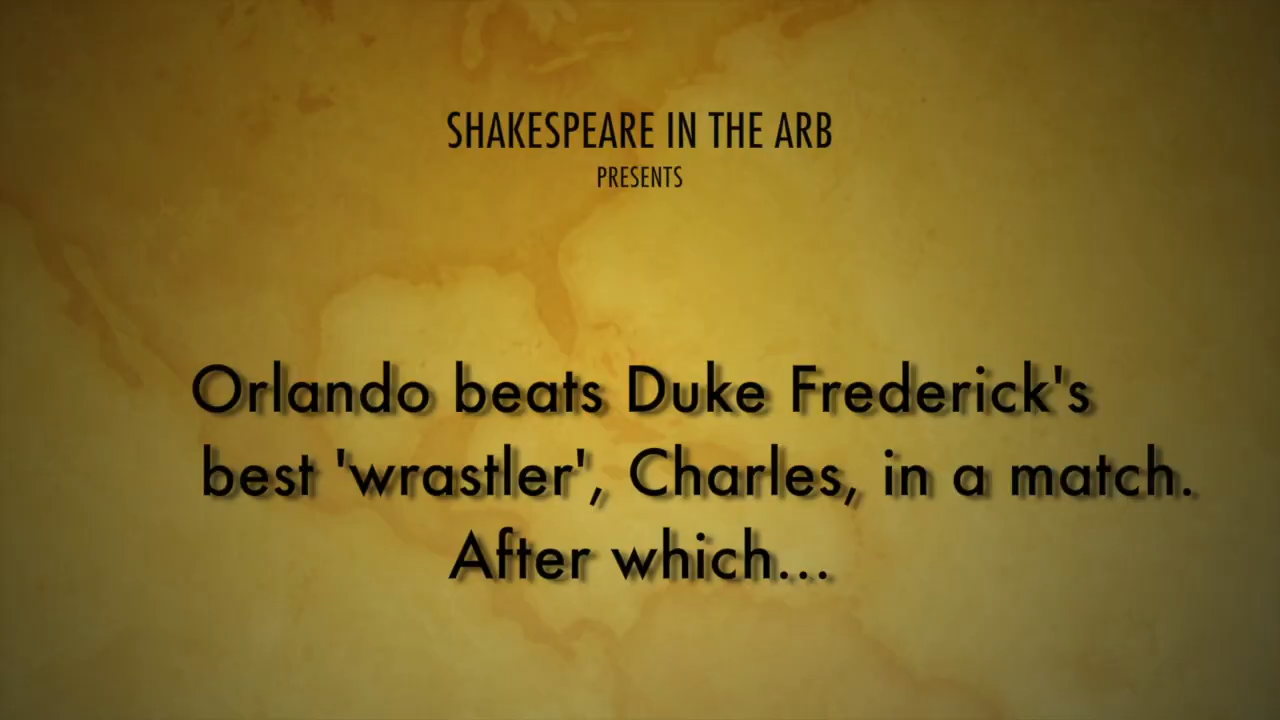 SHAKESPEARE IN THE ARB
PRESENTS
Orlando beats Duke Frederick's
best 'wrastler', Charles, in a match.
After which...